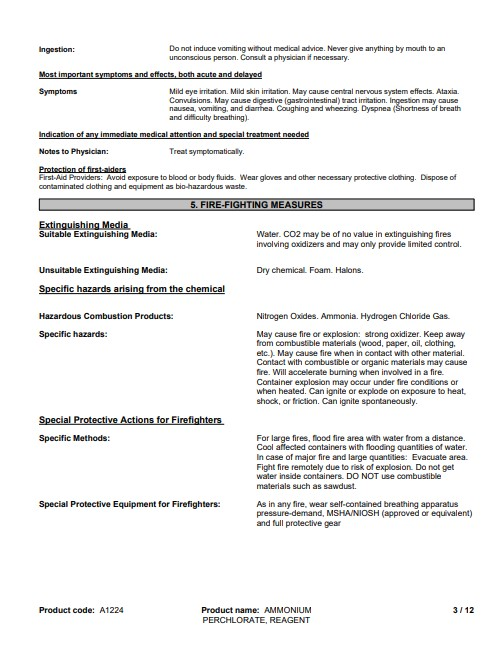 Ingestion: Do not induce vomiting without medical advice. Never give anything by mouth to an
unconscious person. Consult a physician if necessary.
Most important symptoms and effects, both acute and delayed
Symptoms Mild eye irritation. Mild skin irritation. May cause central nervous system effects. Ataxia.
Convulsions. May cause digestive (gastrointestinal) tract irritation. Ingestion may cause
nausea, vomiting, and diarrhea. Coughing and wheezing. Dyspnea (Shortness of breath
and difficulty breathing).
Indication of any immediate medical attention and special treatment needed
Notes to Physician: Treat symptomatically.
Protection of first-aiders
First-Aid Providers: Avoid exposure to blood or body fluids. Wear gloves and other necessary protective clothing. Dispose of
contaminated clothing and equipment as bio-hazardous waste.
5. FIRE-FIGHTING MEASURES
Extinguishing Media
Suitable Extinguishing Media: Water. CO2 may be of no value in extinguishing fires
involving oxidizers and may only provide limited control.
Unsuitable Extinguishing Media: Dry chemical. Foam. Halons.
Specific hazards arising from the chemical
Hazardous Combustion Products: Nitrogen Oxides. Ammonia. Hydrogen Chloride Gas.
Specific hazards: May cause fire or explosion: strong oxidizer. Keep away
from combustible materials (wood, paper, oil, clothing,
etc.). May cause fire when in contact with other material.
Contact with combustible or organic materials may cause
fire. Will accelerate burning when involved in a fire.
Container explosion may occur under fire conditions or
when heated. Can ignite or explode on exposure to heat,
shock, or friction. Can ignite spontaneously.
Special Protective Actions for Firefighters
Specific Methods: For large fires, flood fire area with water from a distance.
Cool affected containers with flooding quantities of water.
In case of major fire and large quantities: Evacuate area.
Fight fire remotely due to risk of explosion. Do not get
water inside containers. DO NOT use combustible
materials such as sawdust.
Special Protective Equipment for Firefighters: As in any fire, wear self-contained breathing apparatus
pressure-demand, MSHA/NIOSH (approved or equivalent)
and full protective gear
Product code: A1224 Product name: AMMONIUM 3 / 12
PERCHLORATE, REAGENT